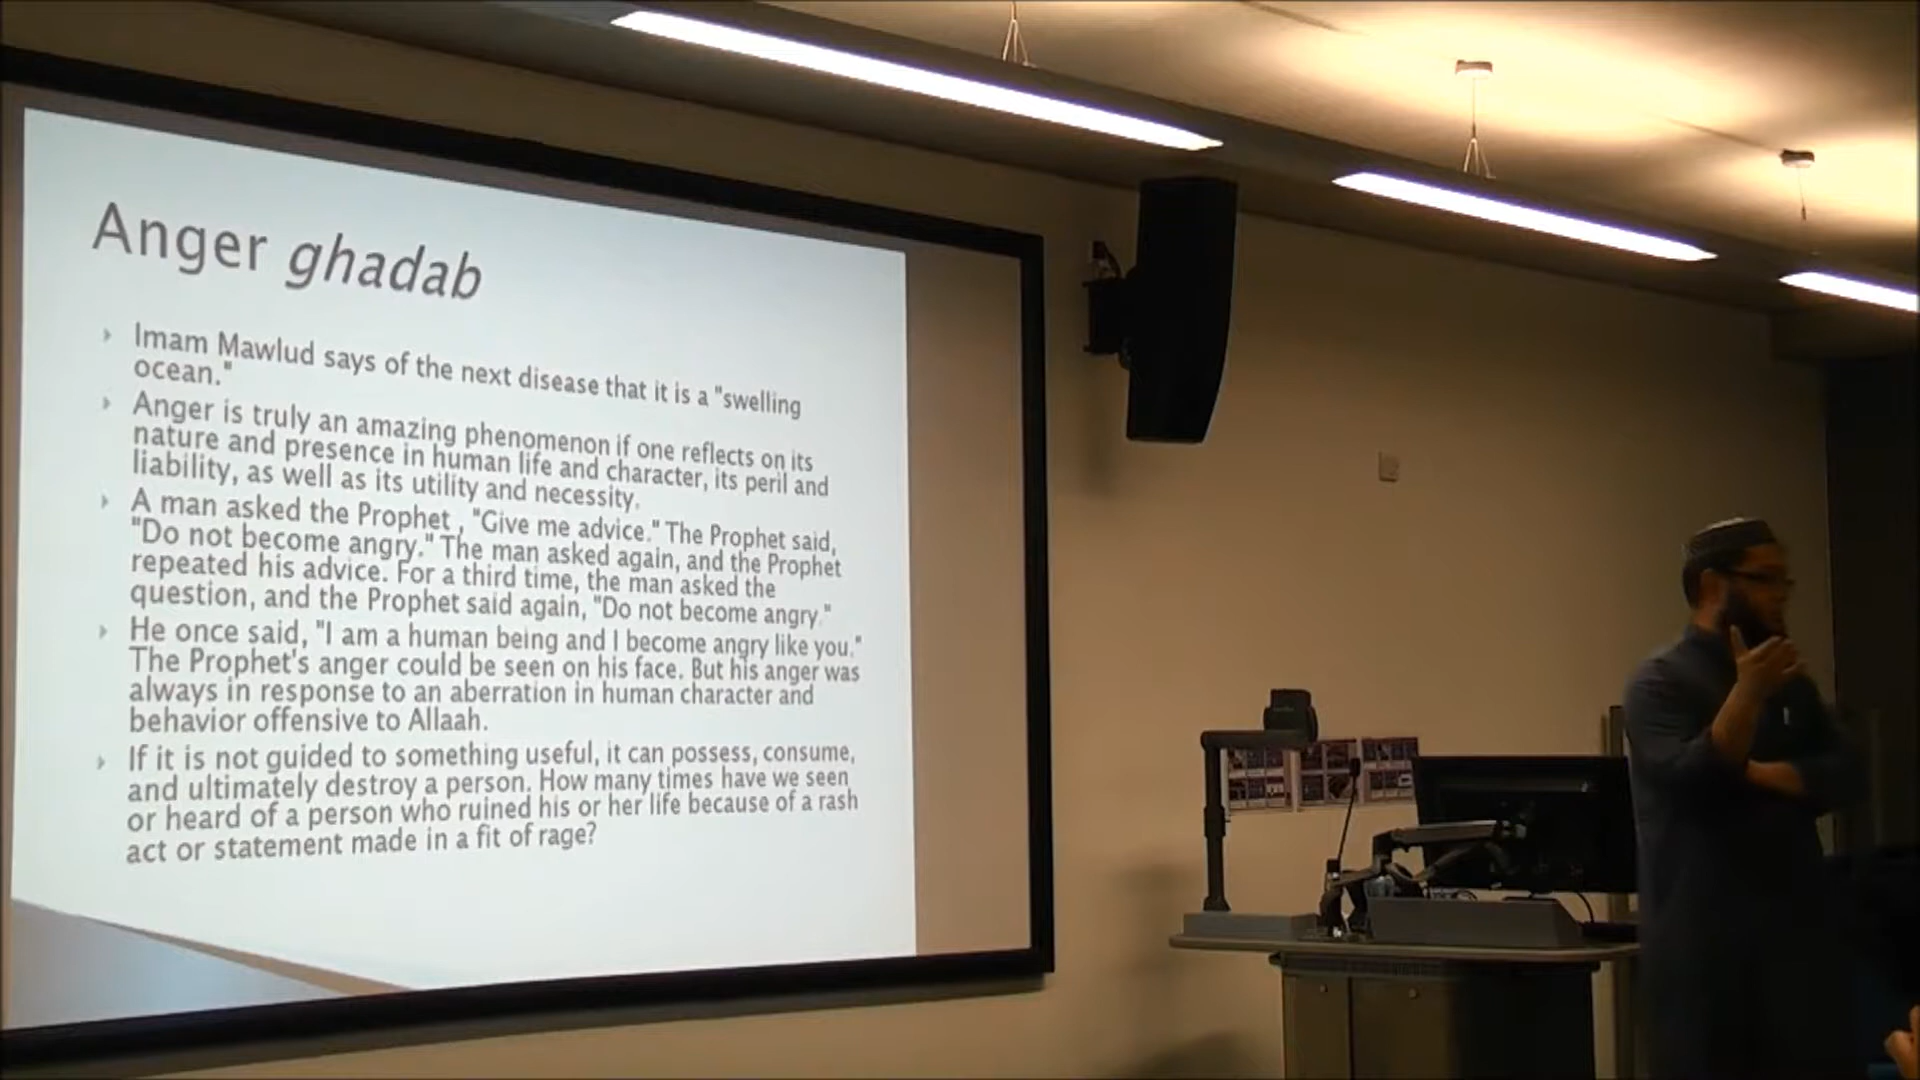 Anger ghadab
Imam Mawlud says of the next disease that it is a "swelling
ocean."
Anger is truly an amazing phenomenon if one reflects on its
nature and presence in human life and character, its peril and
liability, as well as its utility and necessity.
A man asked the Prophet , "Give me advice." The Prophet said,
"Do not become angry." The man asked again, and the Prophet
repeated his advice. For a third time, the man asked the
question, and the Prophet said again, "Do not become angry."
He once said, "I am a human being and I become angry like you."
The Prophet's anger could be seen on his face. But his anger was
always in response to an aberration in human character and
behavior offensive to Allaah.
If it is not guided to something useful, it can possess, consume,
and ultimately destroy a person. How many times have we seen
or heard of a person who ruined his or her life because of a rash
act or statement made in a fit of rage?